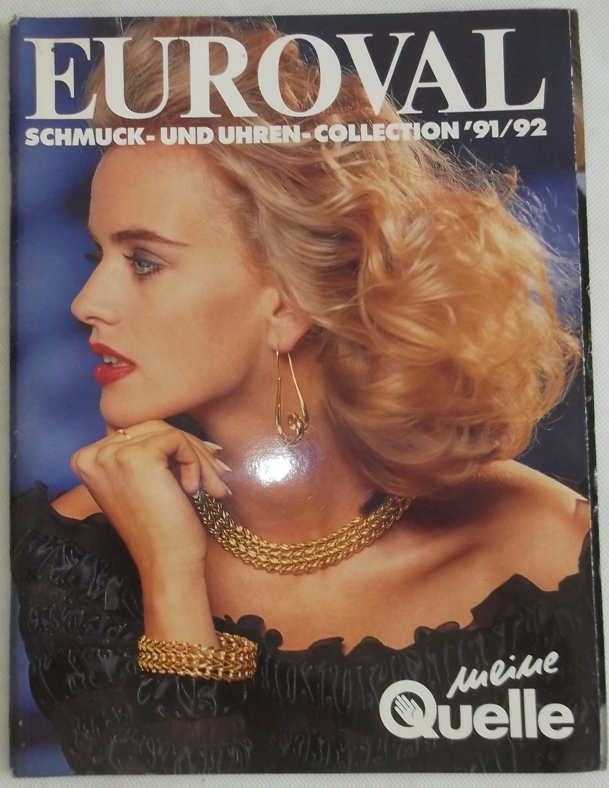 EUROVAL
SCHMUCK- UND UHREN-COLLECTION '91/92
meine
Quelle